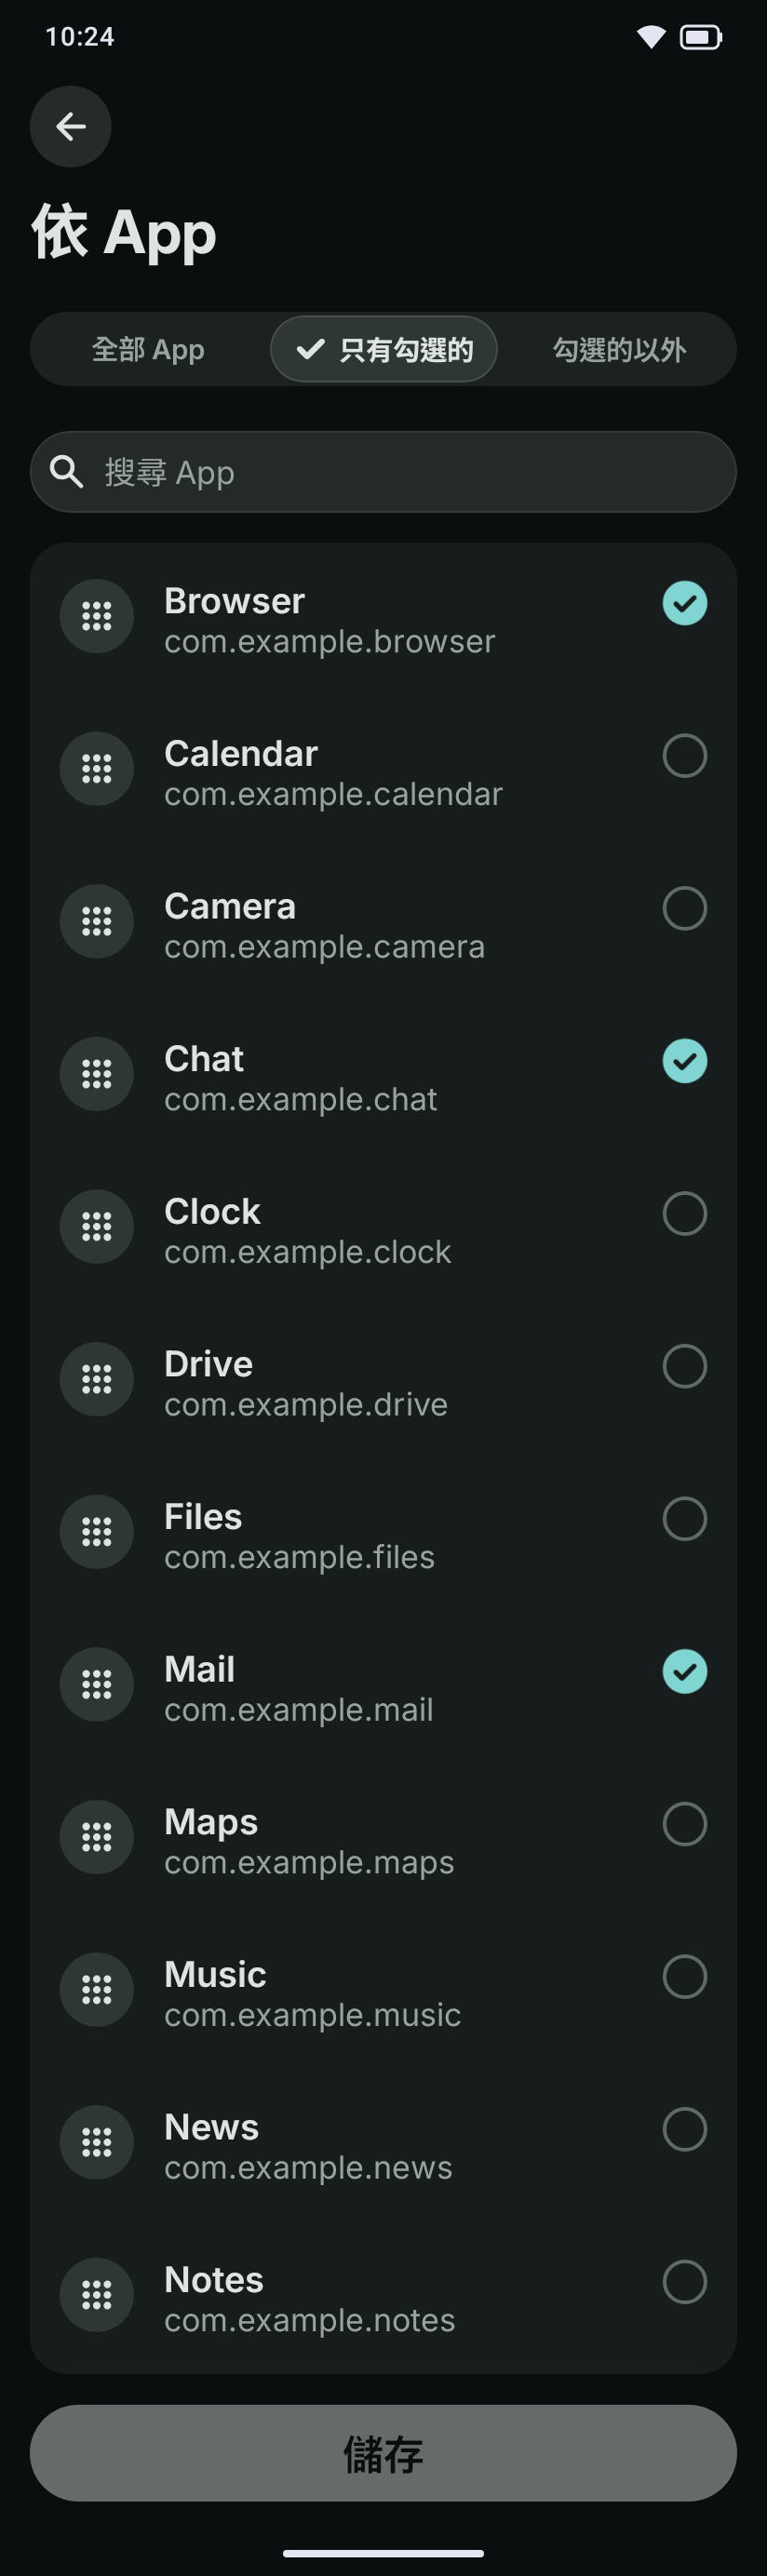 10:24
依 App
全部 App
只有勾選的
勾選的以外
搜尋 App
Browser
com.example.browser
Calendar
com.example.calendar
Camera
com.example.camera
Chat
com.example.chat
Clock
com.example.clock
Drive
com.example.drive
Files
com.example.files
Mail
com.example.mail
Maps
com.example.maps
Music
com.example.music
News
com.example.news
Notes
com.example.notes
儲存